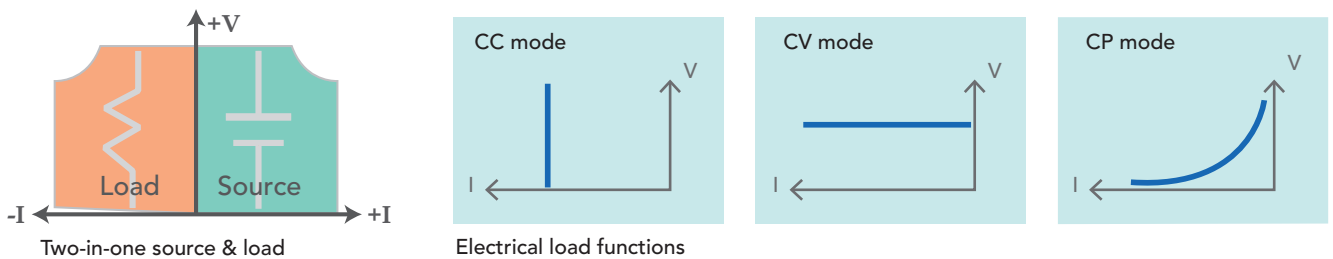 +V
Load
Source
-I
+I
Two-in-one source & load
CC mode
V
I
CV mode
V
I
CP mode
V
I
Electrical load functions